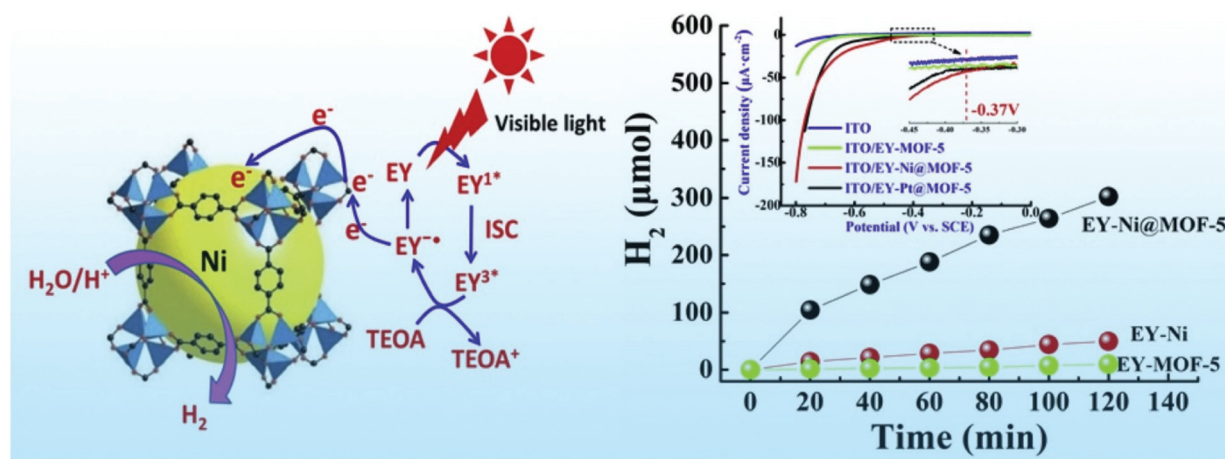 Visible light
e⁻
e⁻
e⁻
e⁻
EY
EY¹*
ISC
EY⁻•
EY³*
TEOA
TEOA⁺
Ni
H₂O/H⁺
H₂
H₂ (μmol)
600
500
400
300
200
100
0
0 20 40 60 80 100 120 140
Time (min)
EY-Ni@MOF-5
EY-Ni
EY-MOF-5
Current density (μA·cm⁻²)
0
-50
-100
-150
-200
-0.8 -0.6 -0.4 -0.2 0.0
Potential (V vs. SCE)
ITO
ITO/EY-MOF-5
ITO/EY-Ni@MOF-5
ITO/EY-Pt@MOF-5
-0.37V
-0.45 -0.40 -0.35 -0.30